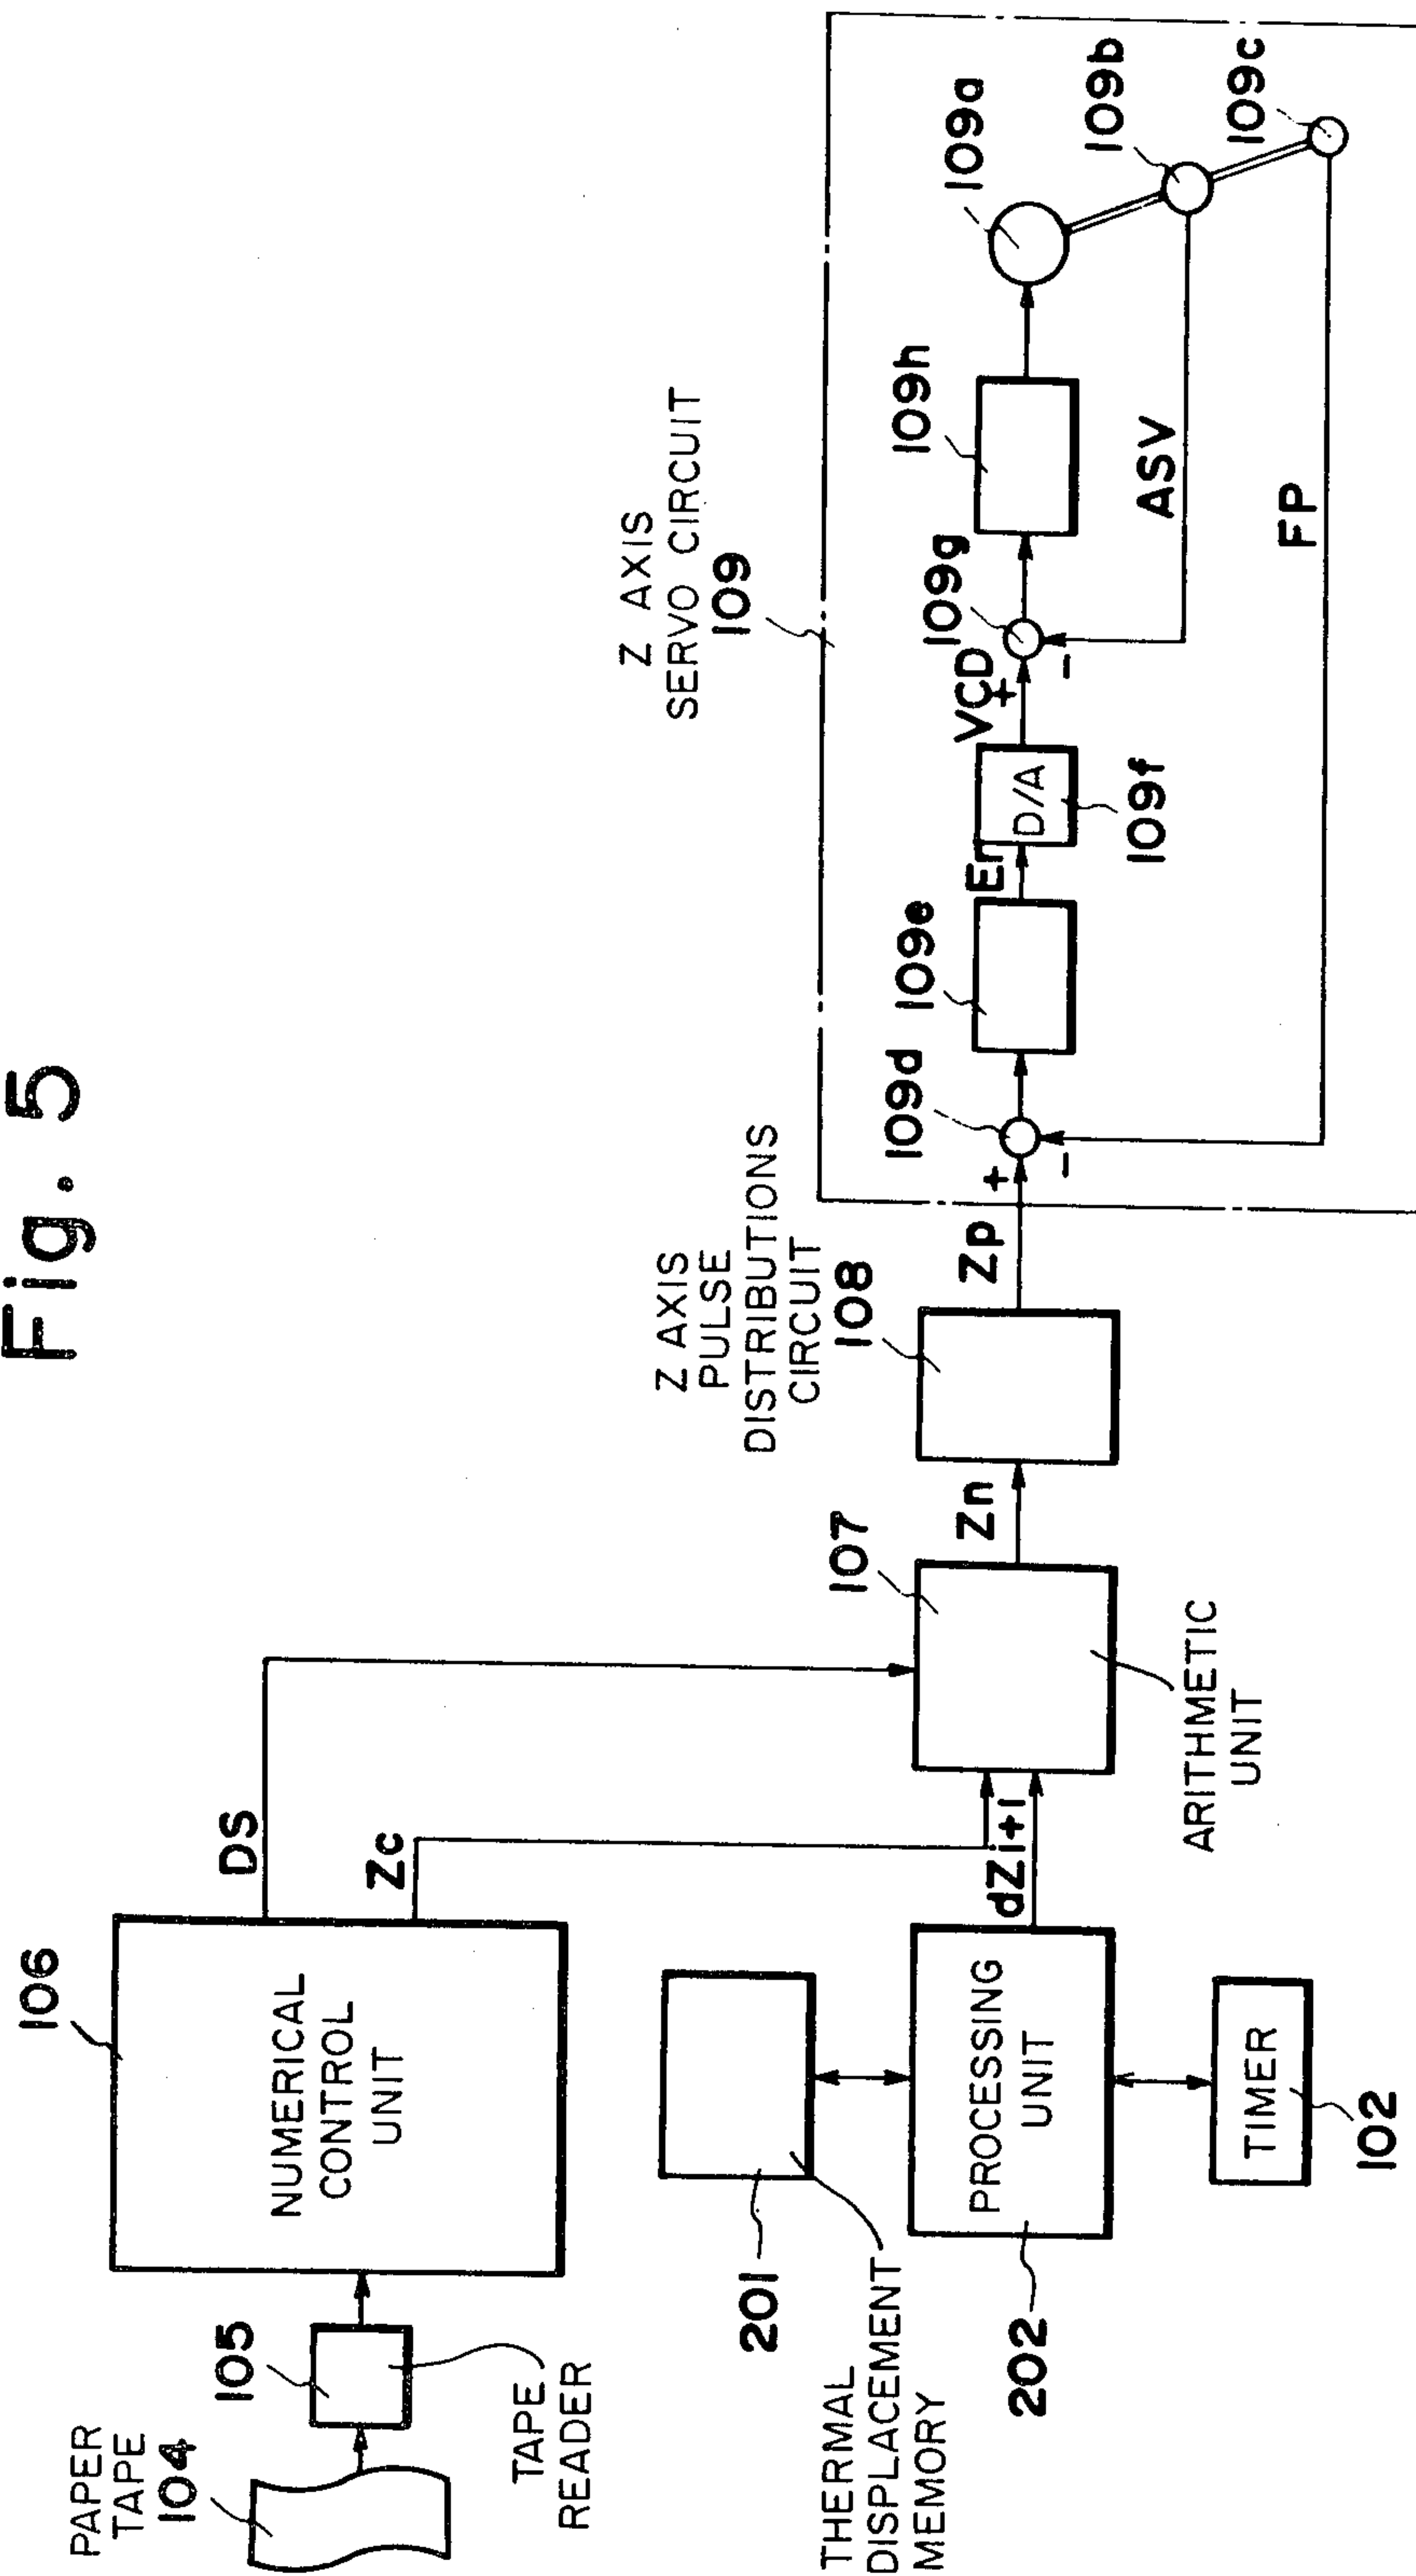 Fig. 5
PAPER
TAPE
104
105
TAPE
READER
106
NUMERICAL
CONTROL
UNIT
DS
Zc
THERMAL
DISPLACEMENT
MEMORY
201
202
PROCESSING
UNIT
TIMER
102
dZi+1
107
ARITHMETIC
UNIT
Zn
Z AXIS
PULSE
DISTRIBUTIONS
CIRCUIT
108
Zp
Z AXIS
SERVO CIRCUIT
109
+
-
109d
109e
Er
D/A
109f
VCD
+
-
109g
109h
109a
109b
109c
ASV
FP